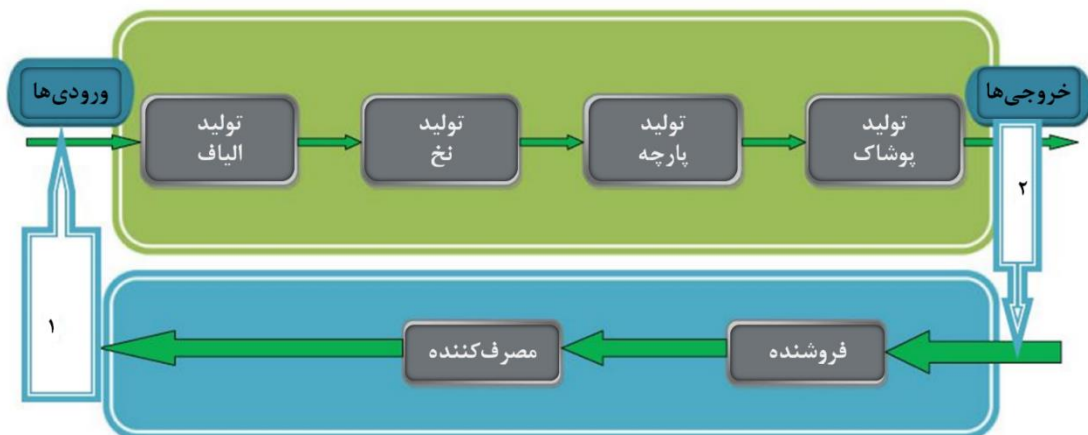 ورودی‌ها
تولید
الیاف
تولید
نخ
تولید
پارچه
تولید
پوشاک
خروجی‌ها
۲
فروشنده
مصرف‌کننده
۱